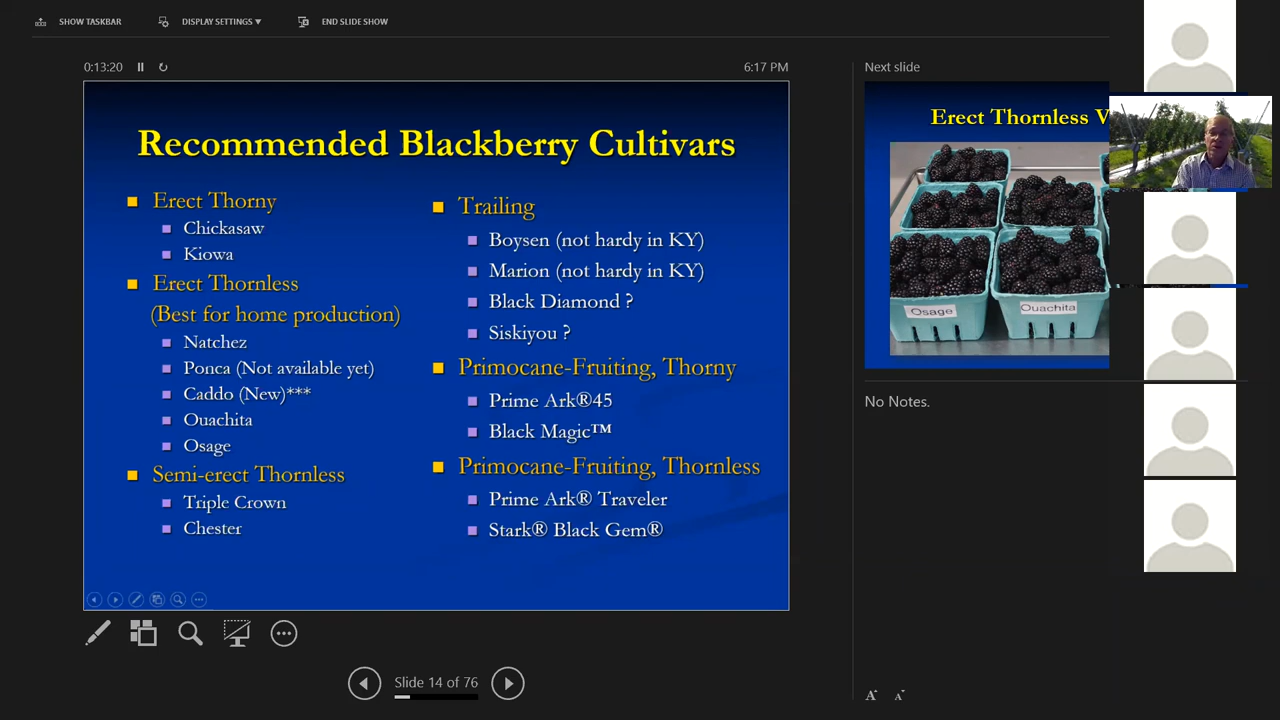 SHOW TASKBAR
DISPLAY SETTINGS ▼
END SLIDE SHOW
0:13:20
6:17 PM
Recommended Blackberry Cultivars
Erect Thorny
Chickasaw
Kiowa
Erect Thornless
(Best for home production)
Natchez
Ponca (Not available yet)
Caddo (New)***
Ouachita
Osage
Semi-erect Thornless
Triple Crown
Chester
Trailing
Boysen (not hardy in KY)
Marion (not hardy in KY)
Black Diamond ?
Siskiyou ?
Primocane-Fruiting, Thorny
Prime Ark®45
Black Magic™
Primocane-Fruiting, Thornless
Prime Ark® Traveler
Stark® Black Gem®
Slide 14 of 76
Next slide
Erect Thornless V
Osage
Ouachita
No Notes.
A A